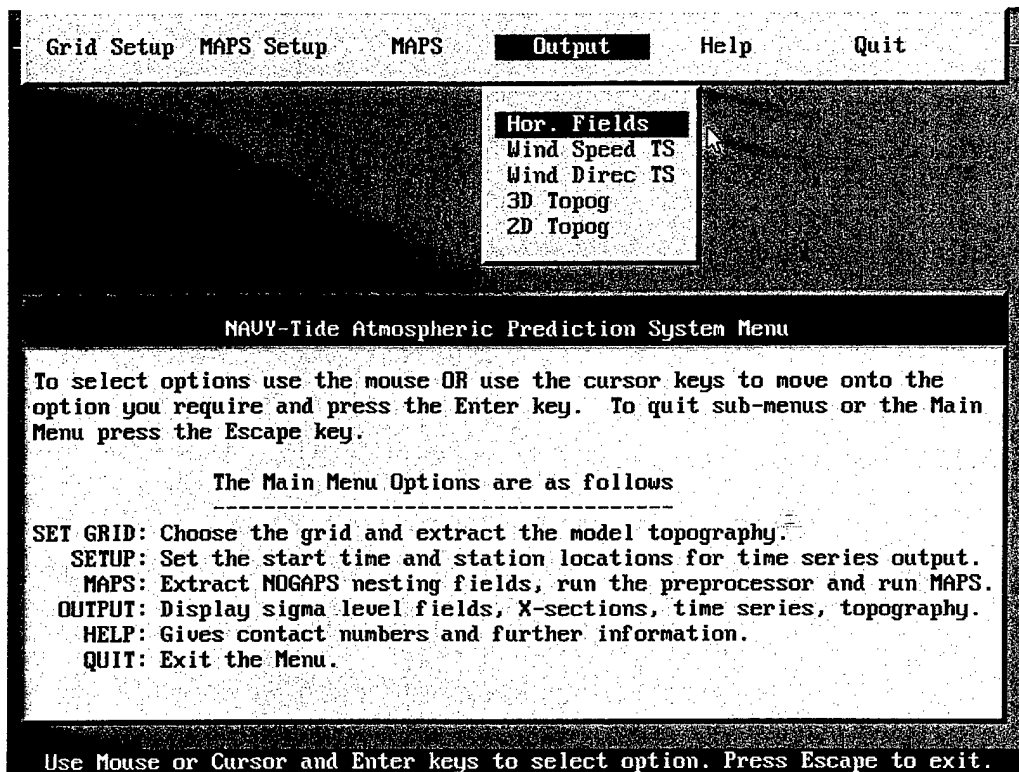 Grid Setup MAPS Setup MAPS Output Help Quit
Hor. Fields
Wind Speed TS
Wind Direc TS
3D Topog
2D Topog
NAVY-Tide Atmospheric Prediction System Menu
To select options use the mouse OR use the cursor keys to move onto the
option you require and press the Enter key. To quit sub-menus or the Main
Menu press the Escape key.
The Main Menu Options are as follows
------------------------------------
SET GRID: Choose the grid and extract the model topography.
SETUP: Set the start time and station locations for time series output.
MAPS: Extract NOGAPS nesting fields, run the preprocessor and run MAPS.
OUTPUT: Display sigma level fields, X-sections, time series, topography.
HELP: Gives contact numbers and further information.
QUIT: Exit the Menu.
Use Mouse or Cursor and Enter keys to select option. Press Escape to exit.